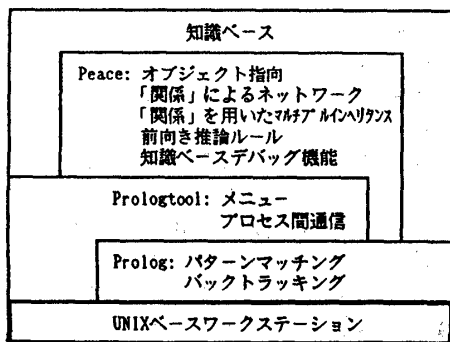 知識ベース
Peace: オブジェクト指向
「関係」によるネットワーク
「関係」を用いたマルチプルインヘリタンス
前向き推論ルール
知識ベースデバッグ機能
Prologtool: メニュー
プロセス間通信
Prolog: パターンマッチング
バックトラッキング
UNIXベースワークステーション